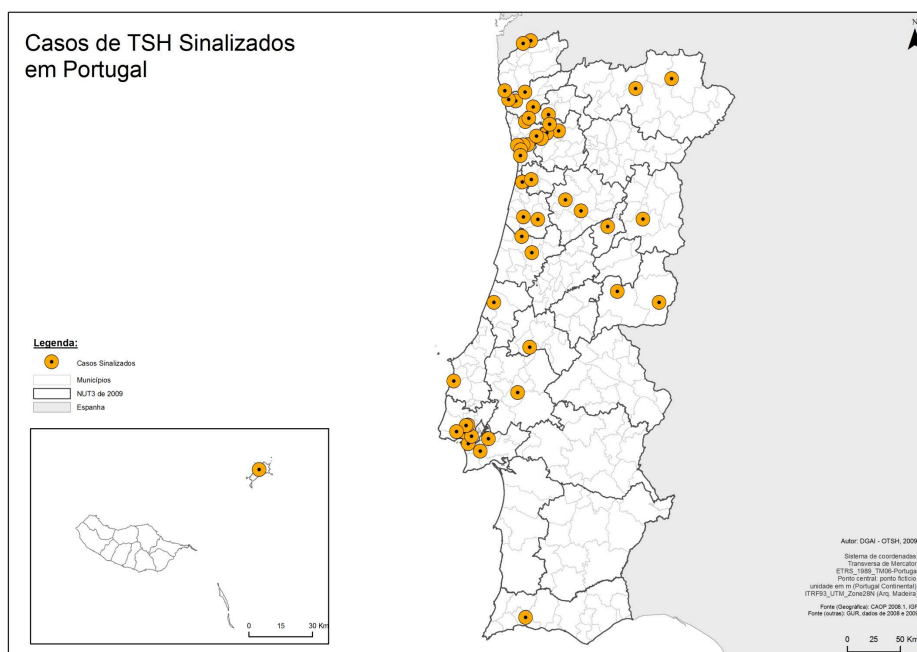 Casos de TSH Sinalizados
em Portugal
N
Legenda:
Casos Sinalizados
Municípios
NUT3 de 2009
Espanha
0 30 Km
Autor: DGAI - OTSH, 2009
Sistema de coordenadas
Transversa de Mercator
ETRS_1989_TM06-Portugal
Ponto central: ponto fictício
unidade em m (Portugal Continental)
ITRF93_UTM_Zone28N (Arq. Madeira)
Fonte (Geográfica): CAOP 2008.1, IGP
Fonte (outras): GUR, dados de 2008 e 2009
0 25 50 Km